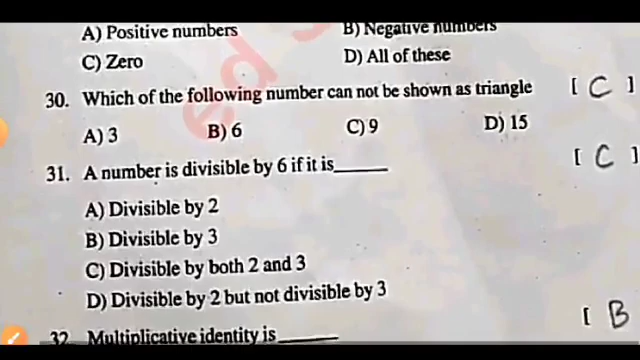 A) Positive numbers B) Negative numbers
C) Zero D) All of these
30. Which of the following number can not be shown as triangle [ C ]
A) 3 B) 6 C) 9 D) 15
31. A number is divisible by 6 if it is______ [ C ]
A) Divisible by 2
B) Divisible by 3
C) Divisible by both 2 and 3
D) Divisible by 2 but not divisible by 3
32. Multiplicative identity is ______ [ B